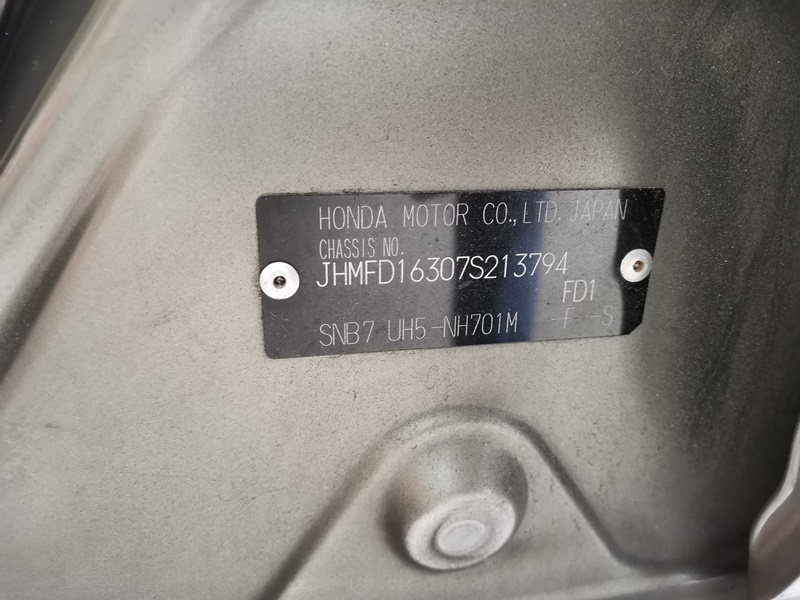 HONDA MOTOR CO.,LTD. JAPAN
CHASSIS NO.
JHMFD16307S213794
FD1
SNB7 UH5-NH701M -F -S